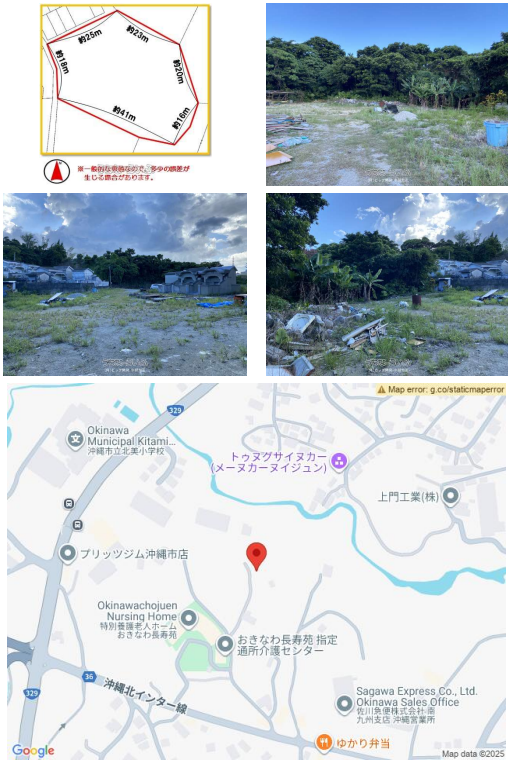 約25m
約23m
約18m
約20m
約41m
約16m
※一般的な測器なので、多少の誤差が
生じる場合があります。
329
Okinawa
Municipal Kitami...
沖縄市立北美小学校
トゥヌグサイヌカー
(メーヌカーヌイジュン)
上門工業(株)
プリッツジム沖縄市店
Okinawachojuen
Nursing Home
特別養護老人ホーム
おきなわ長寿苑
おきなわ長寿苑 指定
通所介護センター
36
沖縄北インター線
329
Sagawa Express Co., Ltd.
Okinawa Sales Office
佐川急便株式会社-南
九州支店 沖縄営業所
ゆかり弁当
Map error: g.co/staticmaperror
Google
Map data ©2025